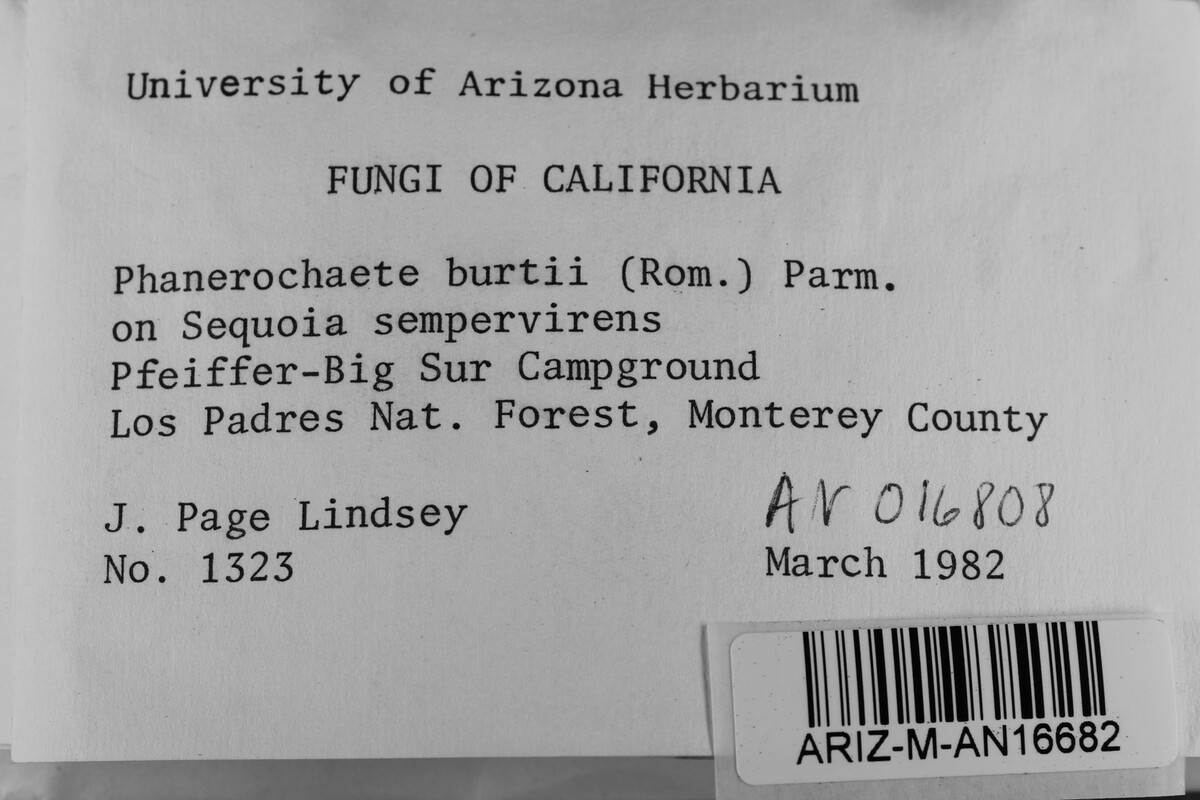 University of Arizona Herbarium
FUNGI OF CALIFORNIA
Phanerochaete burtii (Rom.) Parm.
on Sequoia sempervirens
Pfeiffer-Big Sur Campground
Los Padres Nat. Forest, Monterey County
J. Page Lindsey
AN 016808
No. 1323
March 1982
ARIZ-M-AN16682